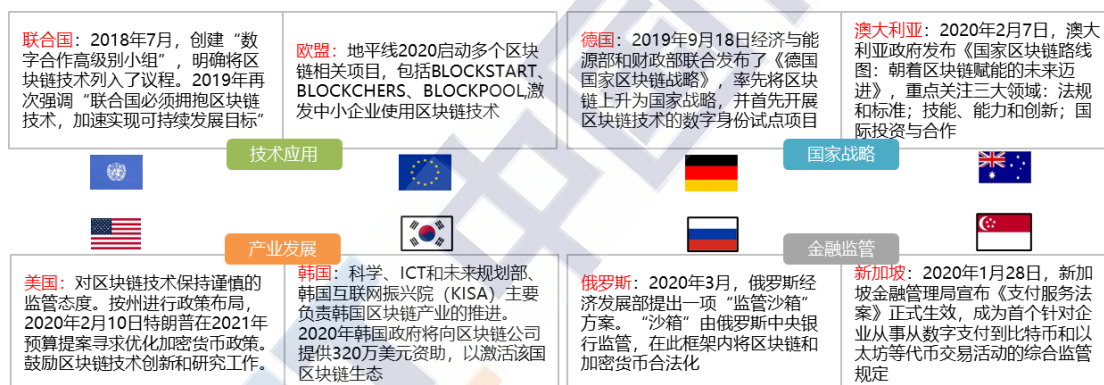 联合国：2018年7月，创建“数
字合作高级别小组”，明确将区
块链技术列入了议程。2019年再
次强调“联合国必须拥抱区块链
技术，加速实现可持续发展目标”
欧盟：地平线2020启动多个区块
链相关项目，包括BLOCKSTART、
BLOCKCHERS、BLOCKPOOL,激
发中小企业使用区块链技术
技术应用
德国：2019年9月18日经济与能
源部和财政部联合发布了《德国
国家区块链战略》，率先将区块
链上升为国家战略，并首先开展
区块链技术的数字身份试点项目
澳大利亚：2020年2月7日，澳大
利亚政府发布《国家区块链路线
图：朝着区块链赋能的未来迈
进》，重点关注三大领域：法规
和标准；技能、能力和创新；国
际投资与合作
国家战略
产业发展
美国：对区块链技术保持谨慎的
监管态度。按州进行政策布局，
2020年2月10日特朗普在2021年
预算提案寻求优化加密货币政策。
鼓励区块链技术创新和研究工作。
韩国：科学、ICT和未来规划部、
韩国互联网振兴院（KISA）主要
负责韩国区块链产业的推进。
2020年韩国政府将向区块链公司
提供320万美元资助，以激活该国
区块链生态
金融监管
俄罗斯：2020年3月，俄罗斯经
济发展部提出一项“监管沙箱”
方案。“沙箱”由俄罗斯中央银
行监管，在此框架内将区块链和
加密货币合法化
新加坡：2020年1月28日，新加
坡金融管理局宣布《支付服务法
案》正式生效，成为首个针对企
业从事从数字支付到比特币和以
太坊等代币交易活动的综合监管
规定